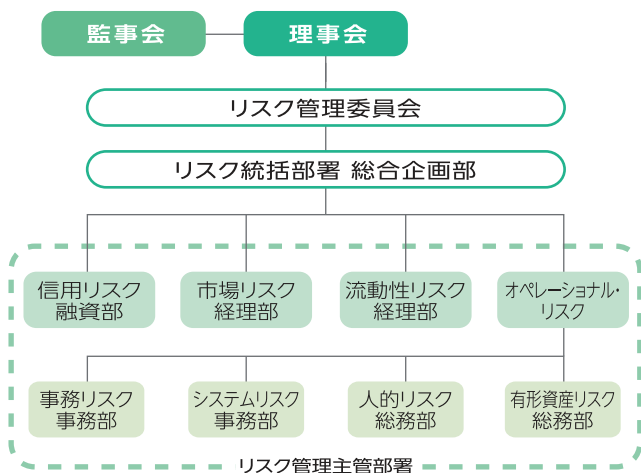 監事会
理事会
リスク管理委員会
リスク統括部署 総合企画部
信用リスク
融資部
市場リスク
経理部
流動性リスク
経理部
オペレーショナル・
リスク
事務リスク
事務部
システムリスク
事務部
人的リスク
総務部
有形資産リスク
総務部
リスク管理主管部署